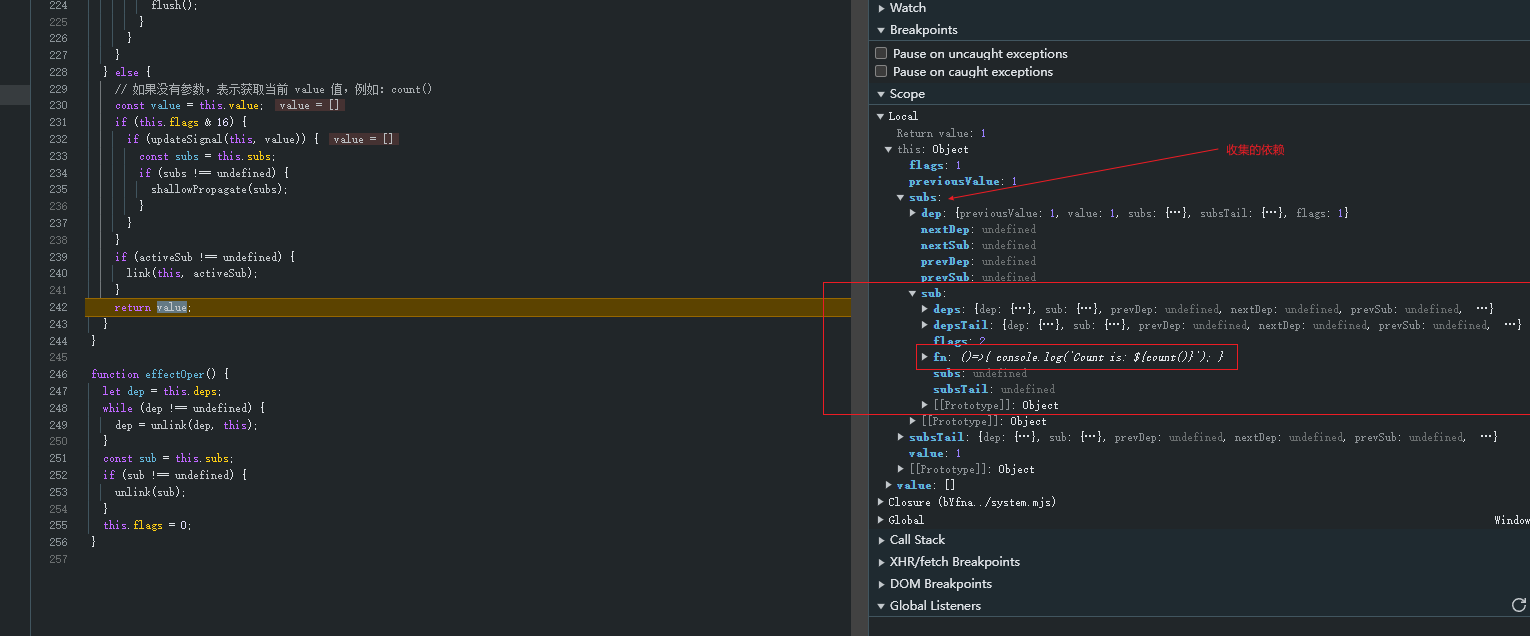 224 flush();
225 }
226 }
227 }
228 } else {
229 // 如果没有参数，表示获取当前 value 值，例如：count()
230 const value = this.value; value = []
231 if (this.flags & 16) {
232 if (updateSignal(this, value)) { value = []
233 const subs = this.subs;
234 if (subs !== undefined) {
235 shallowPropagate(subs);
236 }
237 }
238 }
239 if (activeSub !== undefined) {
240 link(this, activeSub);
241 }
242 return value;
243 }
244 }
245
246 function effectOper() {
247 let dep = this.deps;
248 while (dep !== undefined) {
249 dep = unlink(dep, this);
250 }
251 const sub = this.subs;
252 if (sub !== undefined) {
253 unlink(sub);
254 }
255 this.flags = 0;
256 }
257
Watch
Breakpoints
Pause on uncaught exceptions
Pause on caught exceptions
Scope
Local
Return value: 1
this: Object
收集的依赖
flags: 1
previousValue: 1
subs:
dep: {previousValue: 1, value: 1, subs: {…}, subsTail: {…}, flags: 1}
nextDep: undefined
nextSub: undefined
prevDep: undefined
prevSub: undefined
sub:
deps: {dep: {…}, sub: {…}, prevDep: undefined, nextDep: undefined, prevSub: undefined, …}
depsTail: {dep: {…}, sub: {…}, prevDep: undefined, nextDep: undefined, prevSub: undefined, …}
flags: 2
fn: ()=>{ console.log(`Count is: ${count()}`); }
subs: undefined
subsTail: undefined
[[Prototype]]: Object
[[Prototype]]: Object
subsTail: {dep: {…}, sub: {…}, prevDep: undefined, nextDep: undefined, prevSub: undefined, …}
value: 1
[[Prototype]]: Object
value: []
Closure (bYfna../system.mjs)
Global Window
Call Stack
XHR/fetch Breakpoints
DOM Breakpoints
Global Listeners